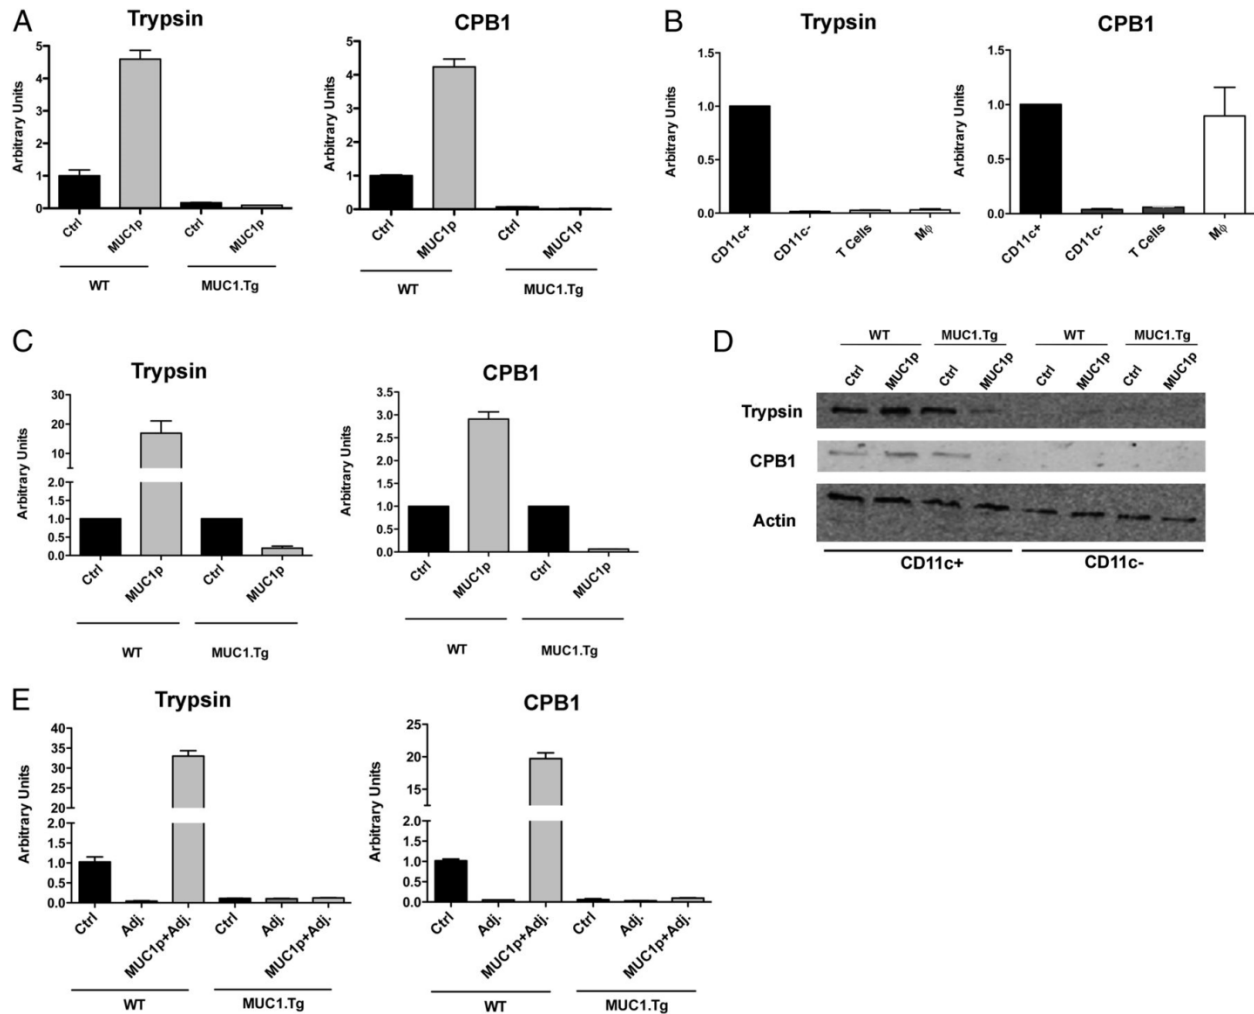 A
Trypsin
Arbitrary Units
5
4
3
2
1
0
Ctrl
MUC1p
Ctrl
MUC1p
WT
MUC1.Tg
CPB1
Arbitrary Units
5
4
3
2
1
0
Ctrl
MUC1p
Ctrl
MUC1p
WT
MUC1.Tg
B
Trypsin
Arbitrary Units
1.5
1.0
0.5
0.0
CD11c+
CD11c-
T Cells
Mϕ
CPB1
Arbitrary Units
1.5
1.0
0.5
0.0
CD11c+
CD11c-
T Cells
Mϕ
C
Trypsin
Arbitrary Units
30
20
10
2.0
1.5
1.0
0.5
0.0
Ctrl
MUC1p
Ctrl
MUC1p
WT
MUC1.Tg
CPB1
Arbitrary Units
3.5
3.0
2.5
2.0
1.5
1.0
0.5
0.0
Ctrl
MUC1p
Ctrl
MUC1p
WT
MUC1.Tg
D
WT
MUC1.Tg
WT
MUC1.Tg
Ctrl
MUC1p
Ctrl
MUC1p
Ctrl
MUC1p
Ctrl
MUC1p
Trypsin
CPB1
Actin
CD11c+
CD11c-
E
Trypsin
Arbitrary Units
40
35
30
25
20
2.0
1.5
1.0
0.5
0.0
Ctrl
Adj.
MUC1p+Adj.
Ctrl
Adj.
MUC1p+Adj.
WT
MUC1.Tg
CPB1
Arbitrary Units
25
20
15
2.0
1.5
1.0
0.5
0.0
Ctrl
Adj.
MUC1p+Adj.
Ctrl
Adj.
MUC1p+Adj.
WT
MUC1.Tg